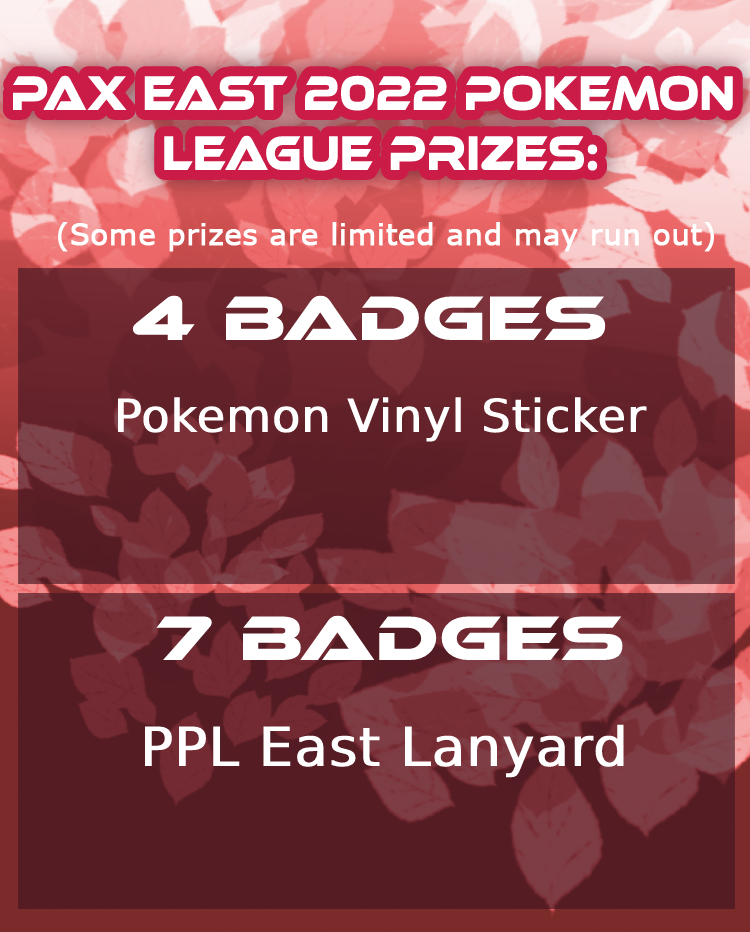 PAX EAST 2022 POKEMON
LEAGUE PRIZES:
(Some prizes are limited and may run out)
4 BADGES
Pokemon Vinyl Sticker
7 BADGES
PPL East Lanyard